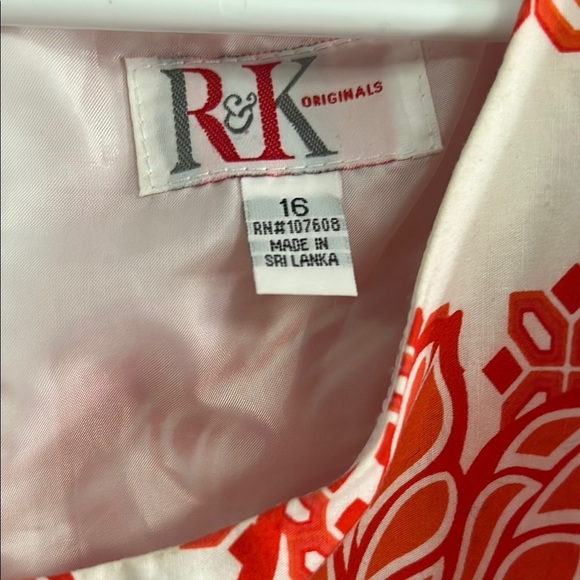 R&K ORIGINALS
16
RN#107608
MADE IN
SRI LANKA